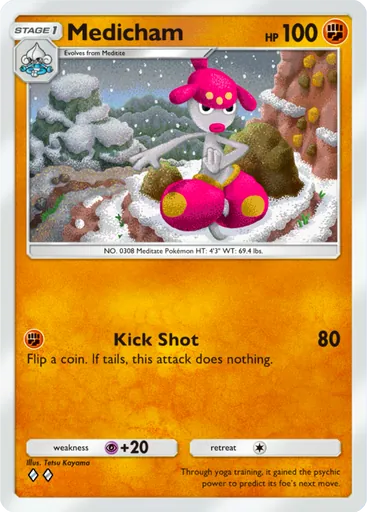 STAGE 1
Medicham
HP 100
Evolves from Meditite
NO. 0308 Meditate Pokémon HT: 4'3" WT: 69.4 lbs.
Kick Shot 80
Flip a coin. If tails, this attack does nothing.
weakness +20 retreat
Illus. Tetsu Kayama
Through yoga training, it gained the psychic
power to predict its foe's next move.